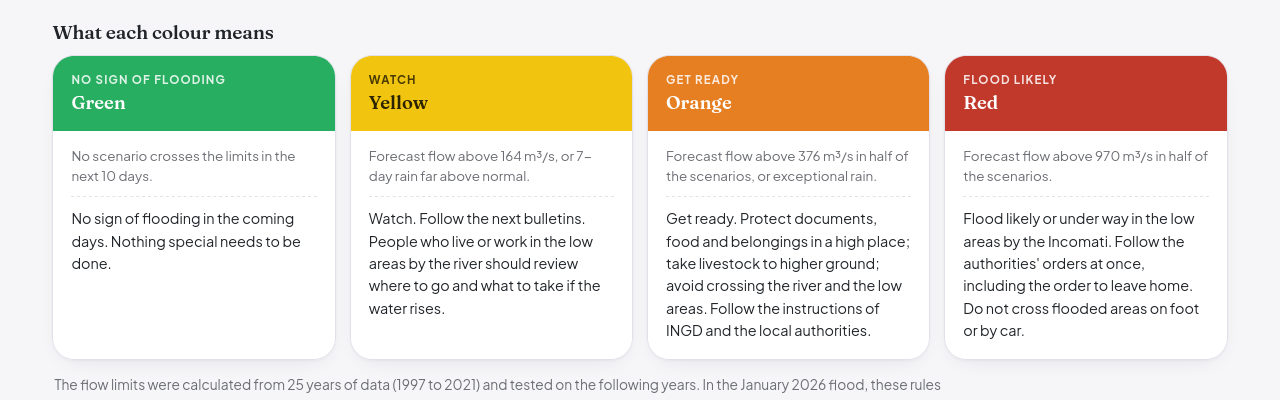 What each colour means
NO SIGN OF FLOODING
Green
No scenario crosses the limits in the
next 10 days.
No sign of flooding in the coming
days. Nothing special needs to be
done.
WATCH
Yellow
Forecast flow above 164 m³/s, or 7–
day rain far above normal.
Watch. Follow the next bulletins.
People who live or work in the low
areas by the river should review
where to go and what to take if the
water rises.
GET READY
Orange
Forecast flow above 376 m³/s in half of
the scenarios, or exceptional rain.
Get ready. Protect documents,
food and belongings in a high place;
take livestock to higher ground;
avoid crossing the river and the low
areas. Follow the instructions of
INGD and the local authorities.
FLOOD LIKELY
Red
Forecast flow above 970 m³/s in half of
the scenarios.
Flood likely or under way in the low
areas by the Incomati. Follow the
authorities' orders at once,
including the order to leave home.
Do not cross flooded areas on foot
or by car.
The flow limits were calculated from 25 years of data (1997 to 2021) and tested on the following years. In the January 2026 flood, these rules